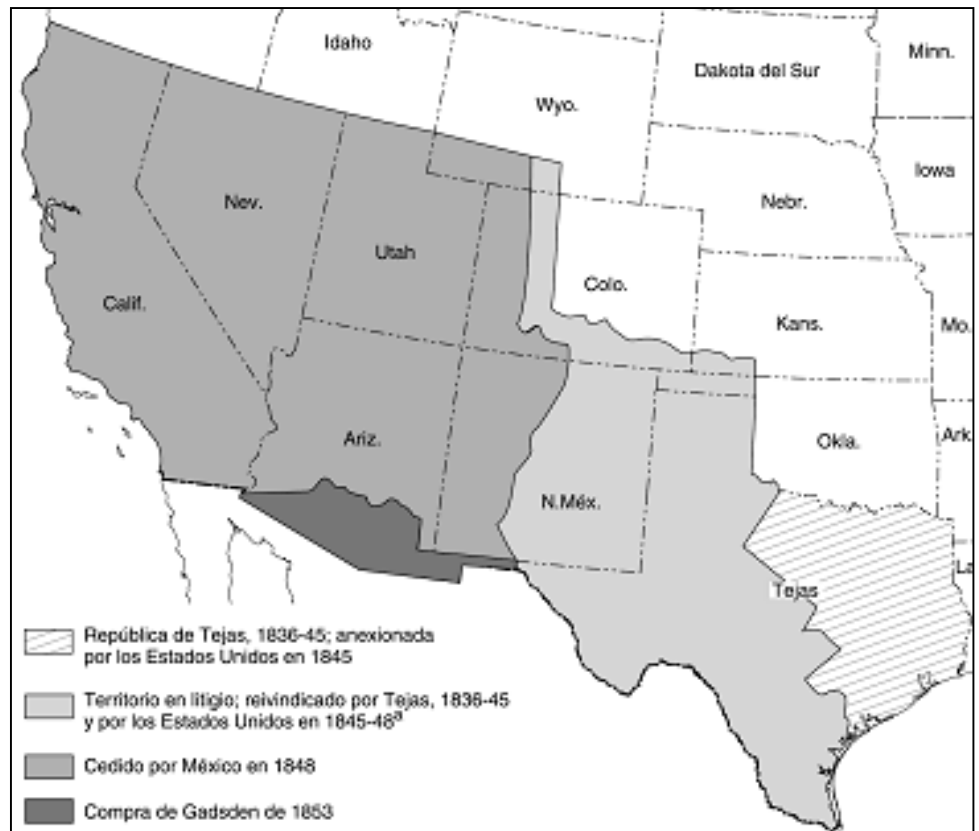 Idaho
Minn.
Dakota del Sur
Wyo.
Iowa
Nev.
Nebr.
Utah
Colo.
Calif.
Kans.
Mo.
Ariz.
Okla.
Ark.
N.Méx.
La
Tejas
República de Tejas, 1836-45; anexionada
por los Estados Unidos en 1845
Territorio en litigio; reivindicado por Tejas, 1836-45
y por los Estados Unidos en 1845-48ª
Cedido por México en 1848
Compra de Gadsden de 1853